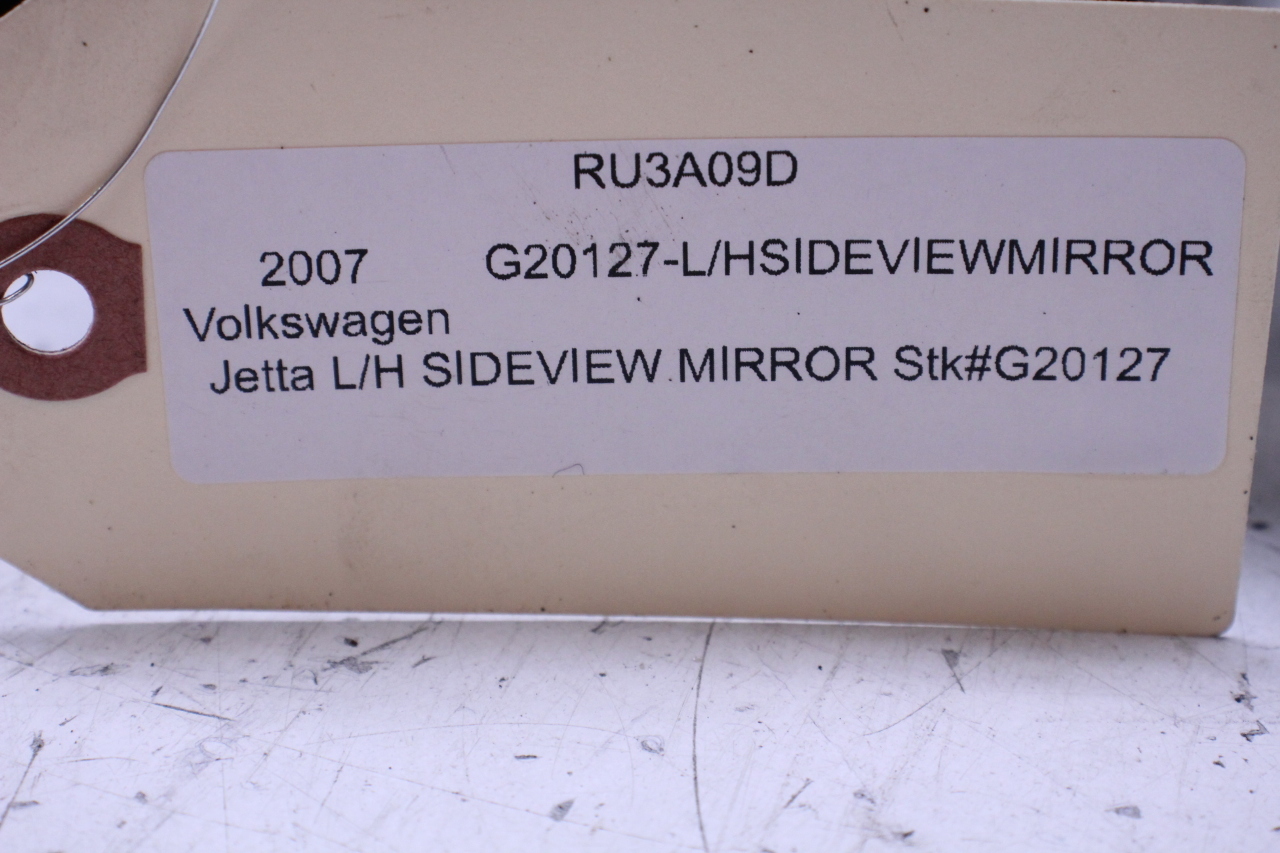 RU3A09D
2007 G20127-L/HSIDEVIEWMIRROR
Volkswagen
Jetta L/H SIDEVIEW MIRROR Stk#G20127